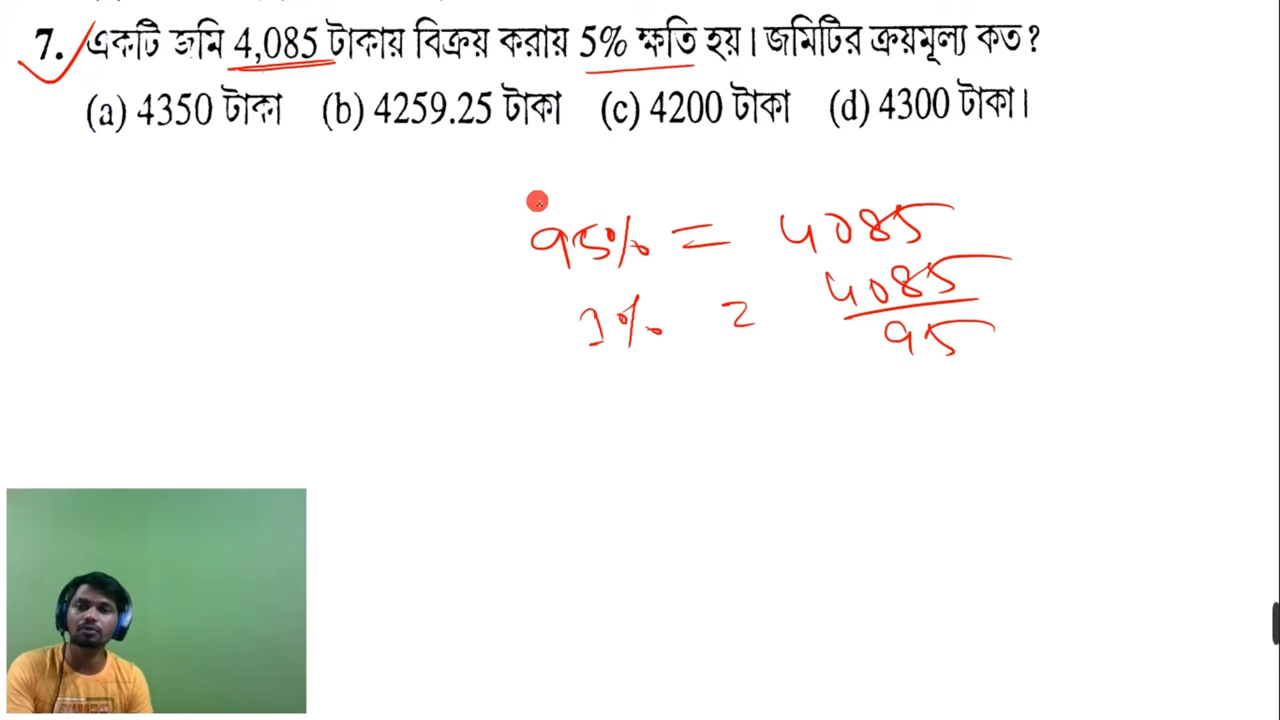 7. একটি জমি 4,085 টাকায় বিক্রয় করায় 5% ক্ষতি হয়। জমিটির ক্রয়মূল্য কত?
(a) 4350 টাকা (b) 4259.25 টাকা (c) 4200 টাকা (d) 4300 টাকা।
95% = 4085
1% = 4085
95